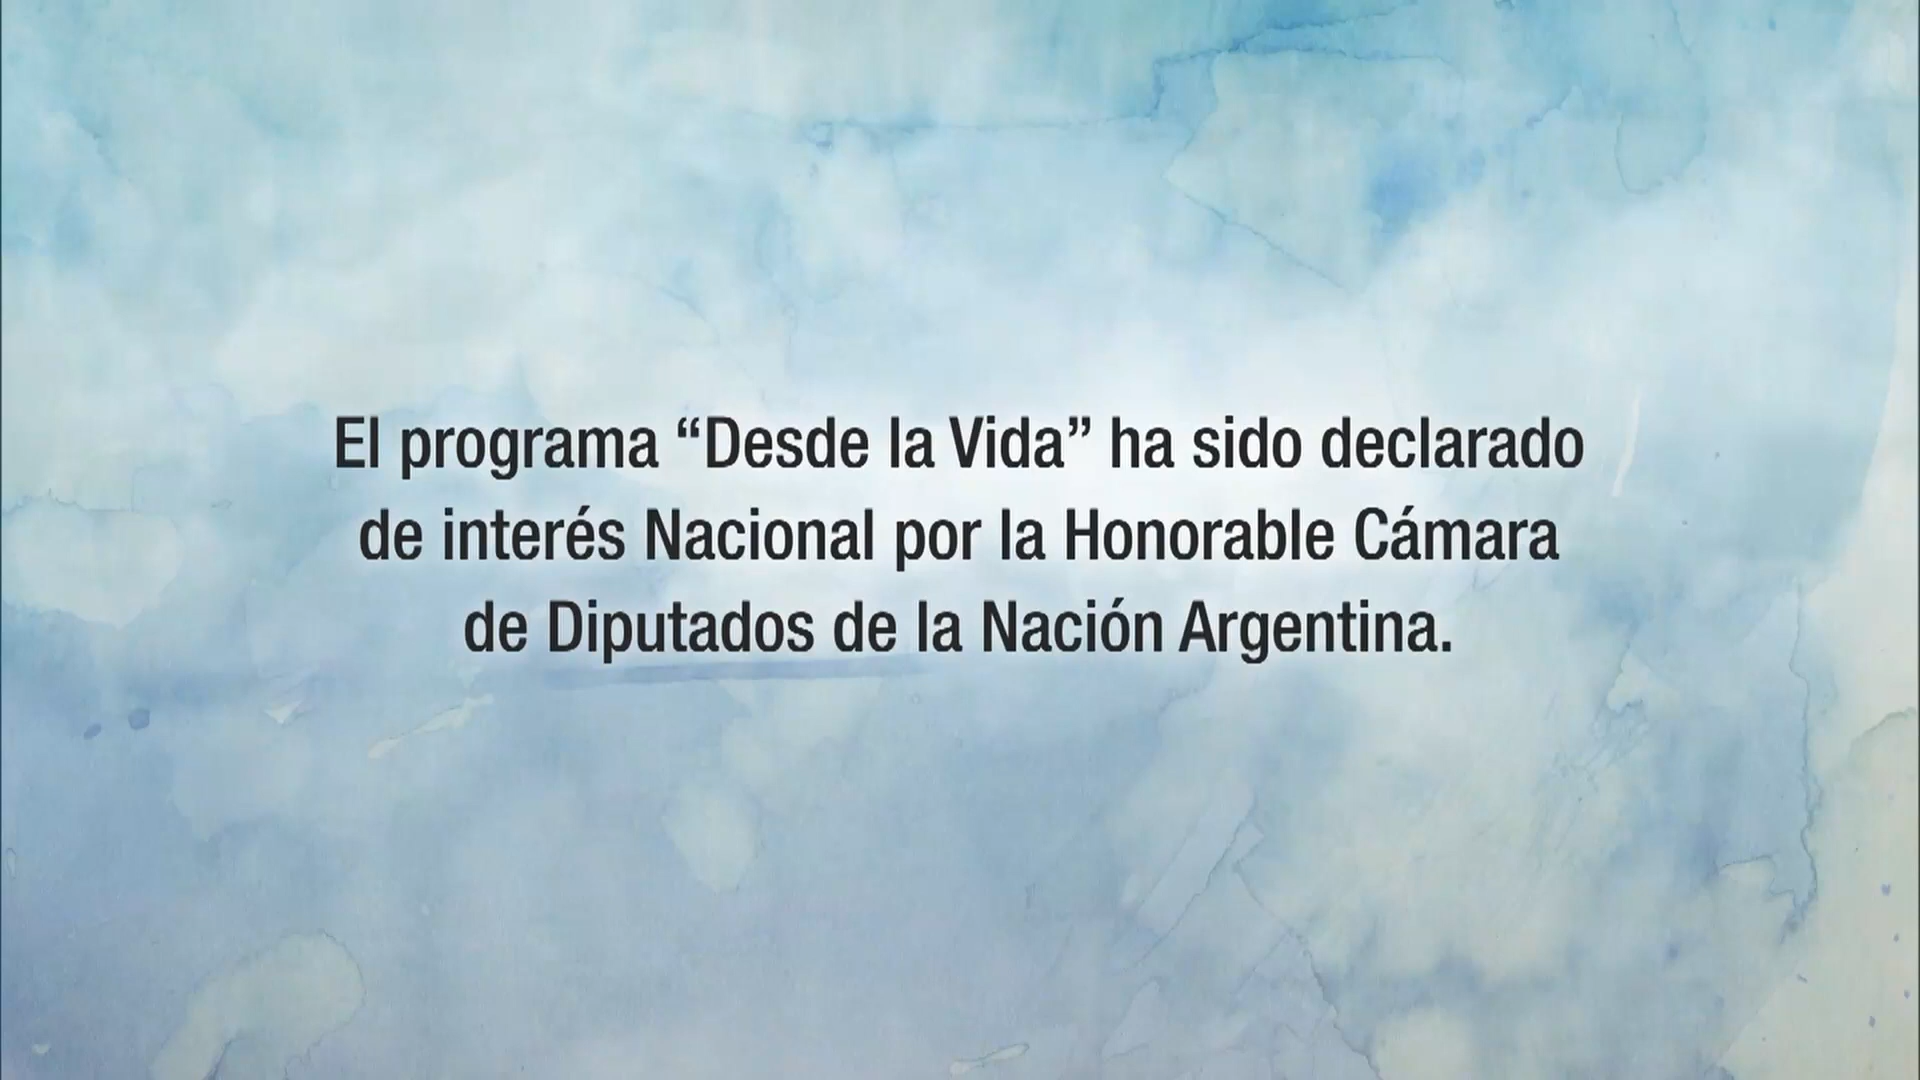 El programa “Desde la Vida” ha sido declarado
de interés Nacional por la Honorable Cámara
de Diputados de la Nación Argentina.